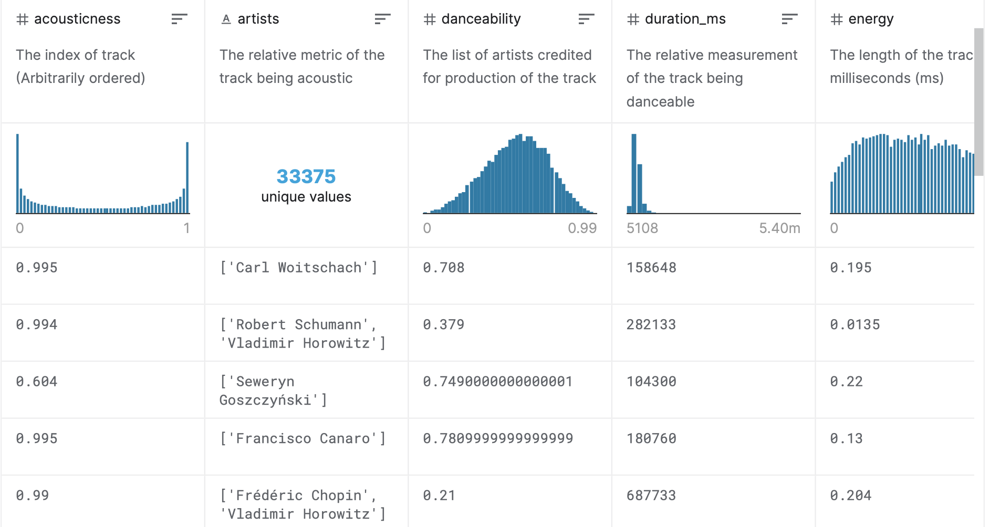 # acousticness
A artists
# danceability
# duration_ms
# energy
The index of track
(Arbitrarily ordered)
The relative metric of the
track being acoustic
The list of artists credited
for production of the track
The relative measurement
of the track being
danceable
The length of the trac
milliseconds (ms)
0 1
33375
unique values
0 0.99
5108 5.40m
0
0.995
['Carl Woitschach']
0.708
158648
0.195
0.994
['Robert Schumann',
'Vladimir Horowitz']
0.379
282133
0.0135
0.604
['Seweryn
Goszczyński']
0.7490000000000001
104300
0.22
0.995
['Francisco Canaro']
0.7809999999999999
180760
0.13
0.99
['Frédéric Chopin',
'Vladimir Horowitz']
0.21
687733
0.204